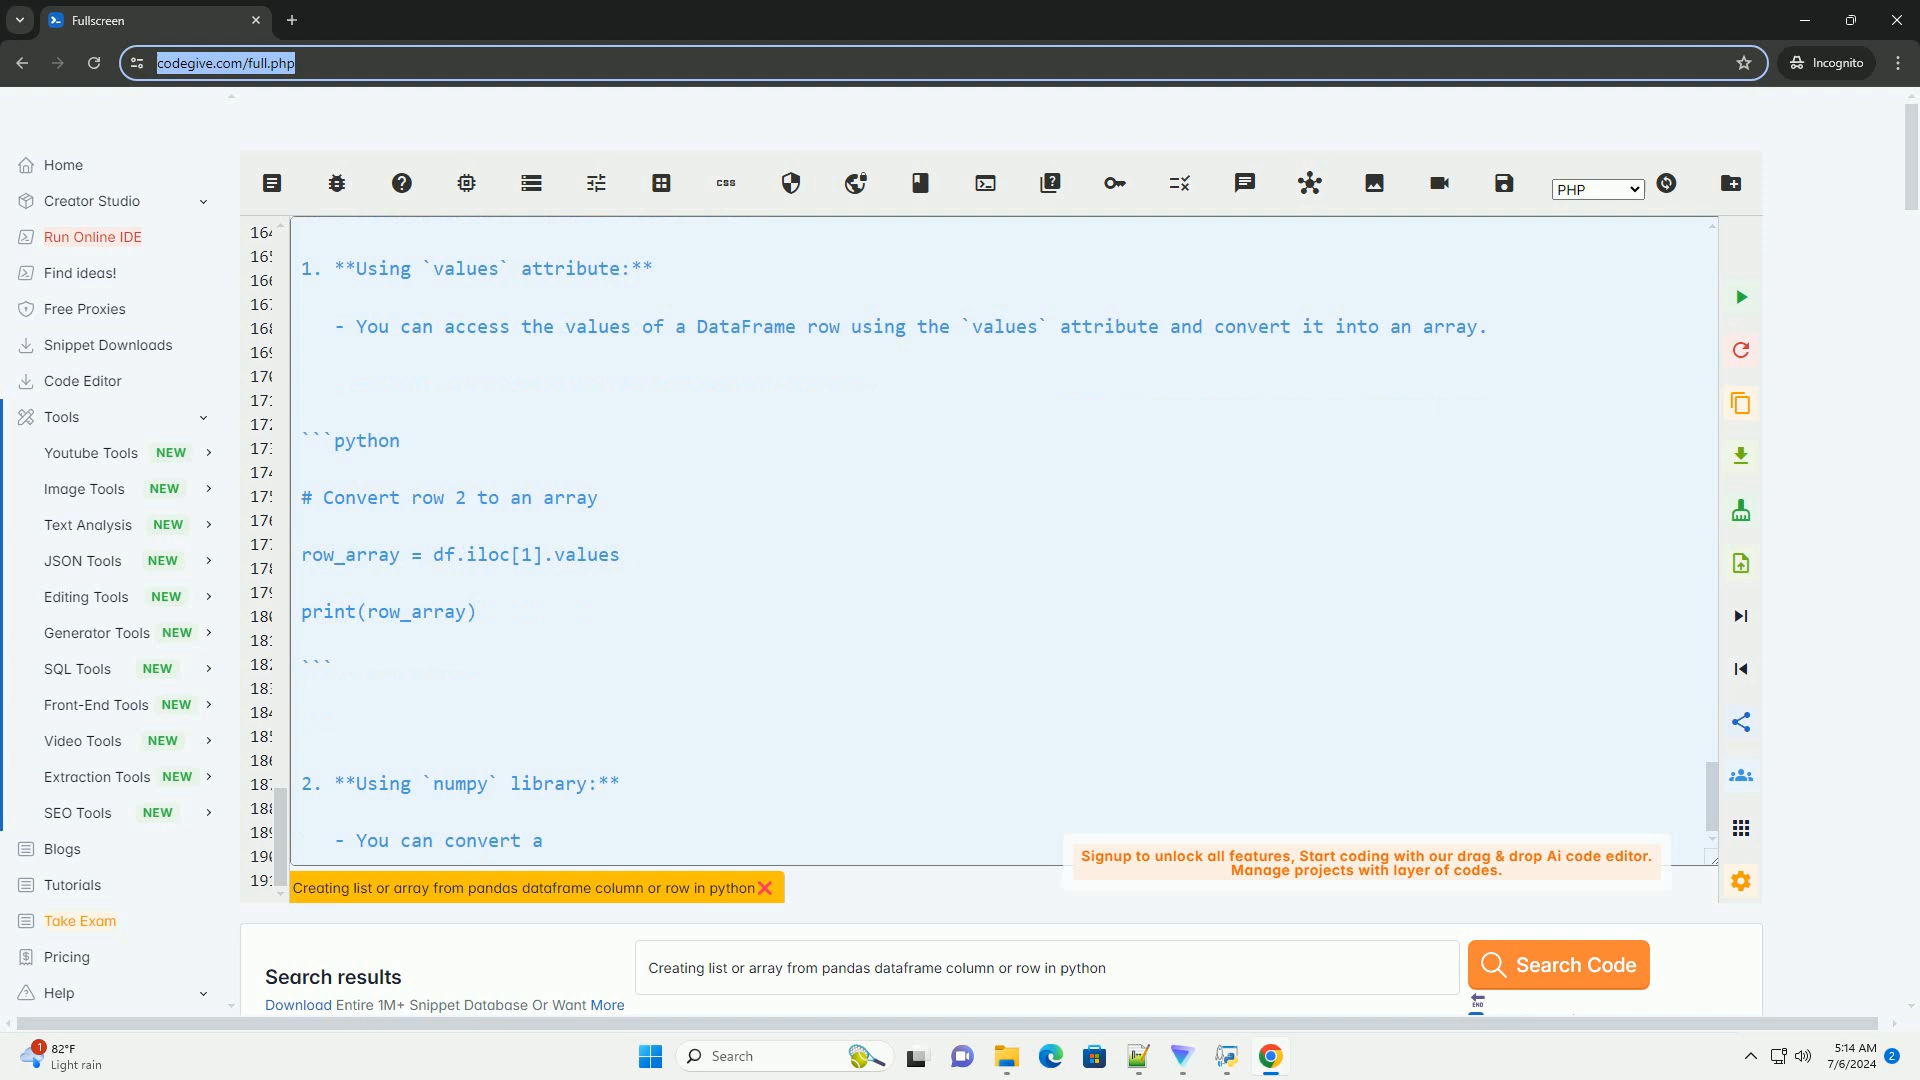 Fullscreen
codegive.com/full.php
Incognito
Home
Creator Studio
Run Online IDE
Find ideas!
Free Proxies
Snippet Downloads
Code Editor
Tools
Youtube Tools NEW
Image Tools NEW
Text Analysis NEW
JSON Tools NEW
Editing Tools NEW
Generator Tools NEW
SQL Tools NEW
Front-End Tools NEW
Video Tools NEW
Extraction Tools NEW
SEO Tools NEW
Blogs
Tutorials
Take Exam
Pricing
Help
css
PHP
1. **Using `values` attribute:**
- You can access the values of a DataFrame row using the `values` attribute and convert it into an array.
```python
# Convert row 2 to an array
row_array = df.iloc[1].values
print(row_array)
```
2. **Using `numpy` library:**
- You can convert a
Signup to unlock all features, Start coding with our drag & drop Ai code editor.
Manage projects with layer of codes.
Creating list or array from pandas dataframe column or row in python
Search results
Download Entire 1M+ Snippet Database Or Want More
Creating list or array from pandas dataframe column or row in python
Search Code
END
1
82°F
Light rain
Search
5:14 AM
7/6/2024
2